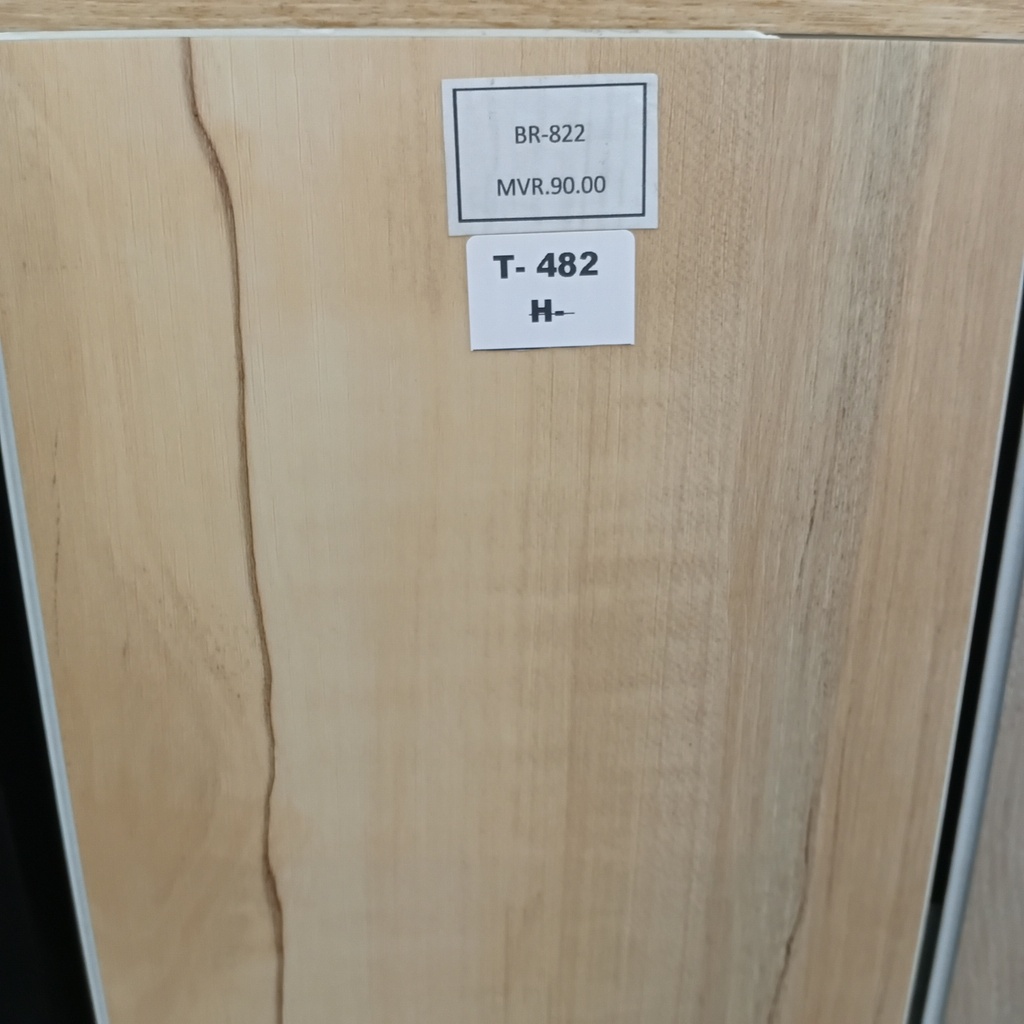 BR-822
MVR.90.00
T- 482
H-